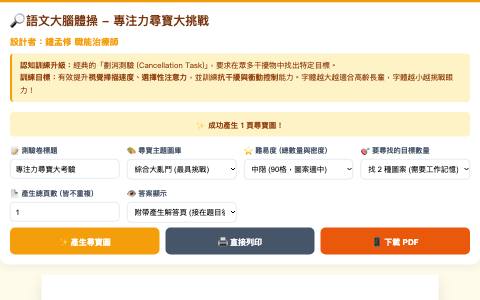 🔎語文大腦體操 – 專注力尋寶大挑戰
設計者：鍾孟修 職能治療師
認知訓練升級：經典的「劃消測驗 (Cancellation Task)」，要求在眾多干擾物中找出特定目標。
訓練目標：有效提升視覺掃描速度、選擇性注意力，並訓練抗干擾與衝動控制能力。字體越大越適合高齡長輩，字體越小越挑戰眼
力！
✨ 成功產生 1 頁尋寶圖！
📝 測驗卷標題
🎨 尋寶主題圖庫
⭐ 難易度 (總數量與密度)
🎯 要尋找的目標數量
專注力尋寶大考驗
綜合大亂鬥 (最具挑戰)
中階 (90格，圖案適中)
找 2 種圖案 (需要工作記憶)
📄 產生總頁數 (皆不重複)
👁️ 答案顯示
1
附帶產生解答頁 (接在題目後
✨ 產生尋寶圖
🖨️ 直接列印
📱 下載 PDF